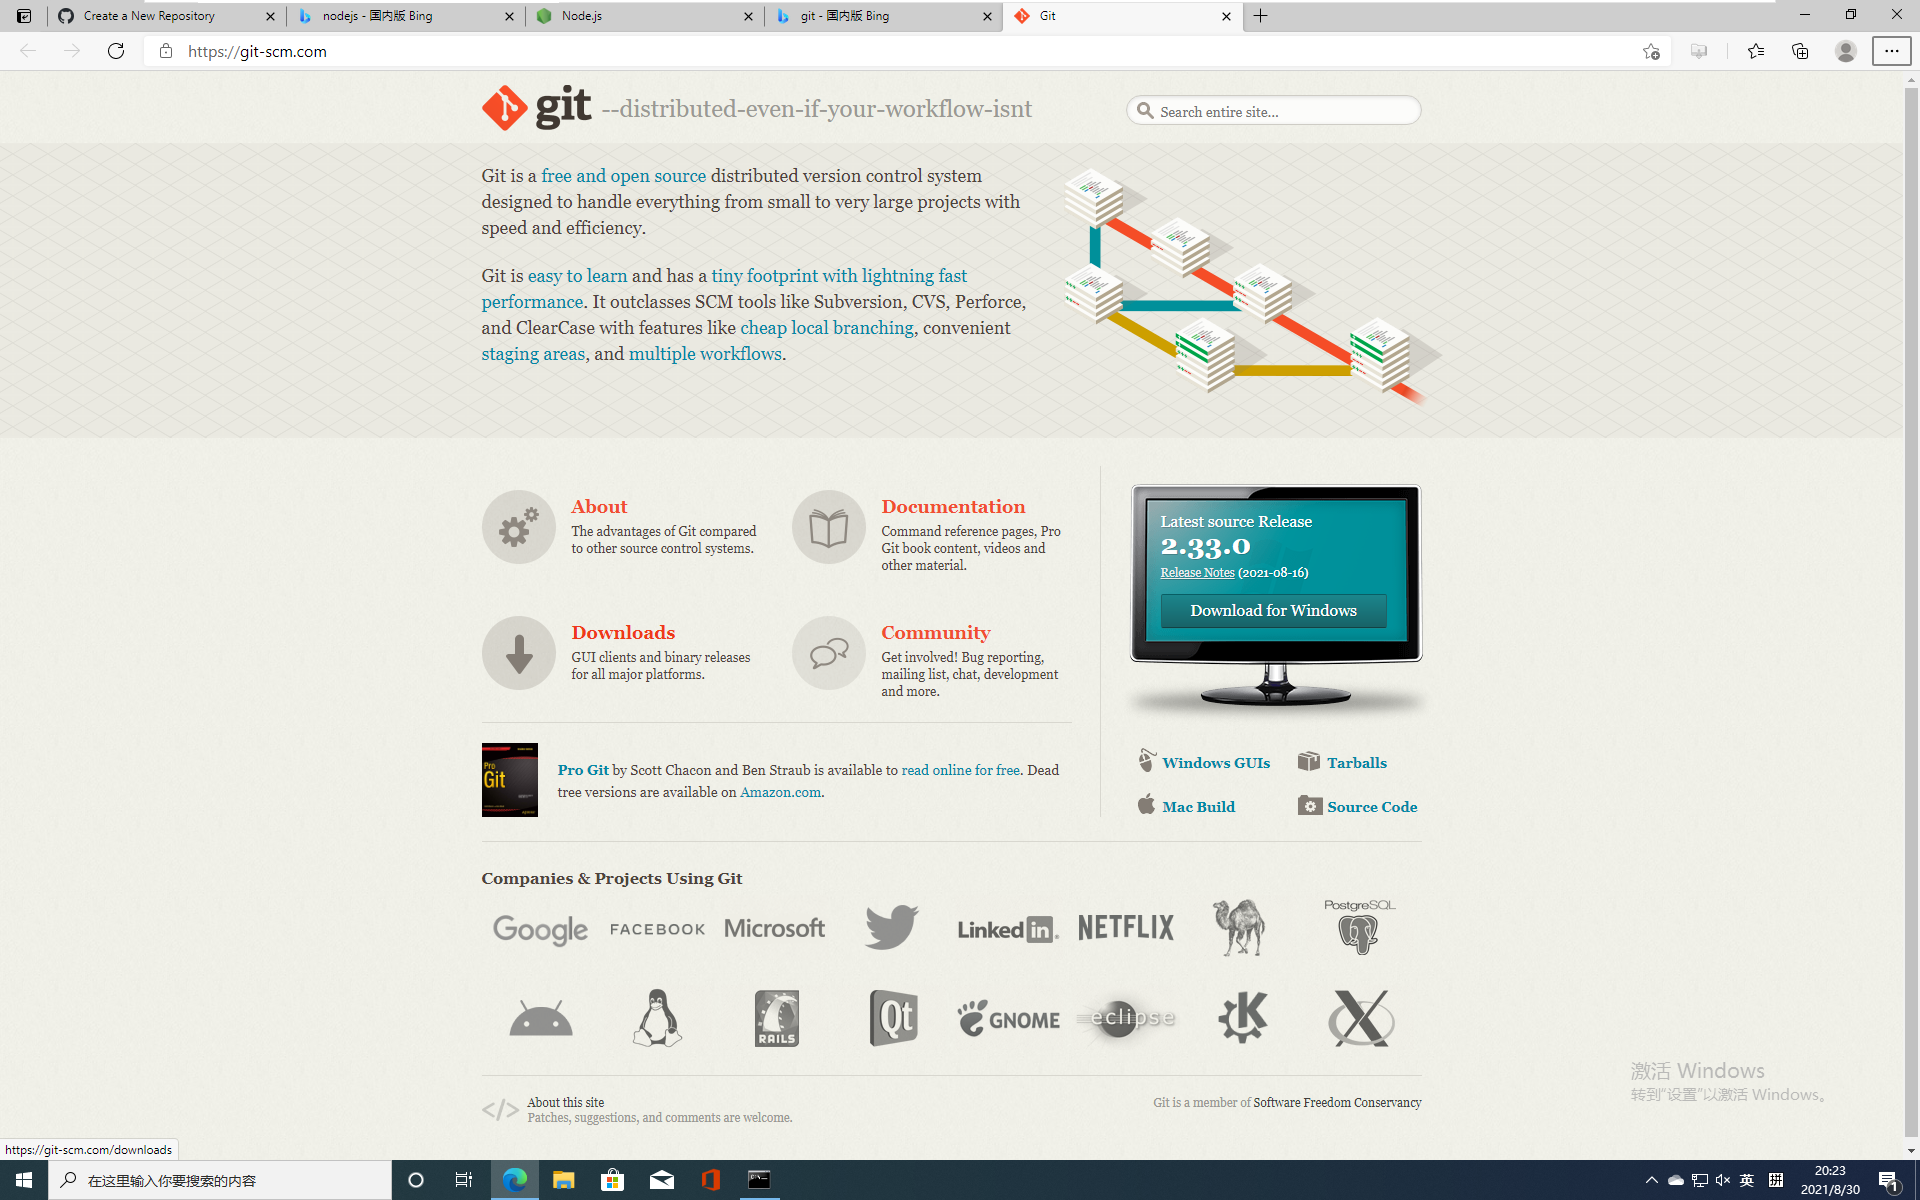 Create a New Repository
nodejs - 国内版 Bing
Node.js
git - 国内版 Bing
Git
https://git-scm.com
git --distributed-even-if-your-workflow-isnt
Search entire site...
Git is a free and open source distributed version control system
designed to handle everything from small to very large projects with
speed and efficiency.
Git is easy to learn and has a tiny footprint with lightning fast
performance. It outclasses SCM tools like Subversion, CVS, Perforce,
and ClearCase with features like cheap local branching, convenient
staging areas, and multiple workflows.
About
The advantages of Git compared
to other source control systems.
Documentation
Command reference pages, Pro
Git book content, videos and
other material.
Downloads
GUI clients and binary releases
for all major platforms.
Community
Get involved! Bug reporting,
mailing list, chat, development
and more.
Latest source Release
2.33.0
Release Notes (2021-08-16)
Download for Windows
Windows GUIs
Tarballs
Mac Build
Source Code
Pro
Git
Pro Git by Scott Chacon and Ben Straub is available to read online for free. Dead
tree versions are available on Amazon.com.
Companies & Projects Using Git
Google
FACEBOOK
Microsoft
Linked in
NETFLIX
PostgreSQL
RAILS
Qt
GNOME
eclipse
K
X
About this site
Patches, suggestions, and comments are welcome.
Git is a member of Software Freedom Conservancy
激活 Windows
转到"设置"以激活 Windows。
https://git-scm.com/downloads
在这里输入你要搜索的内容
英
拼
20:23
2021/8/30
1